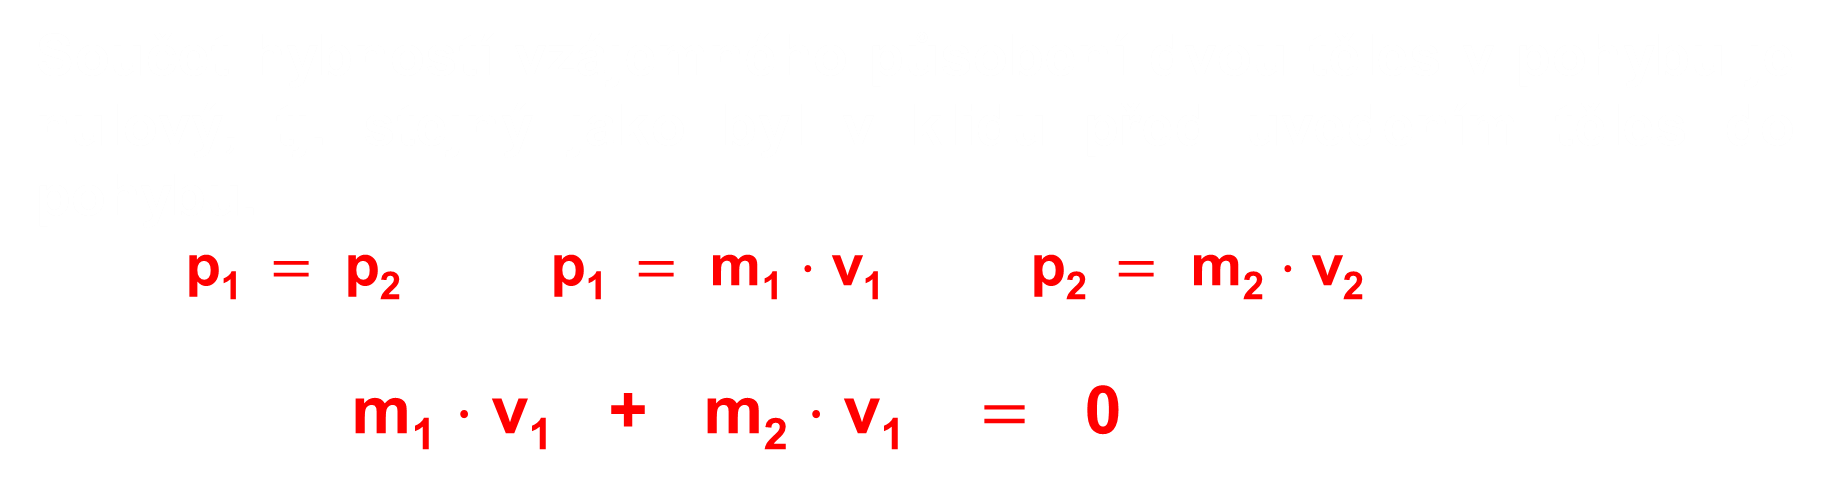 p₁ = p₂ p₁ = m₁ · v₁ p₂ = m₂ · v₂
m₁ · v₁ + m₂ · v₁ = 0